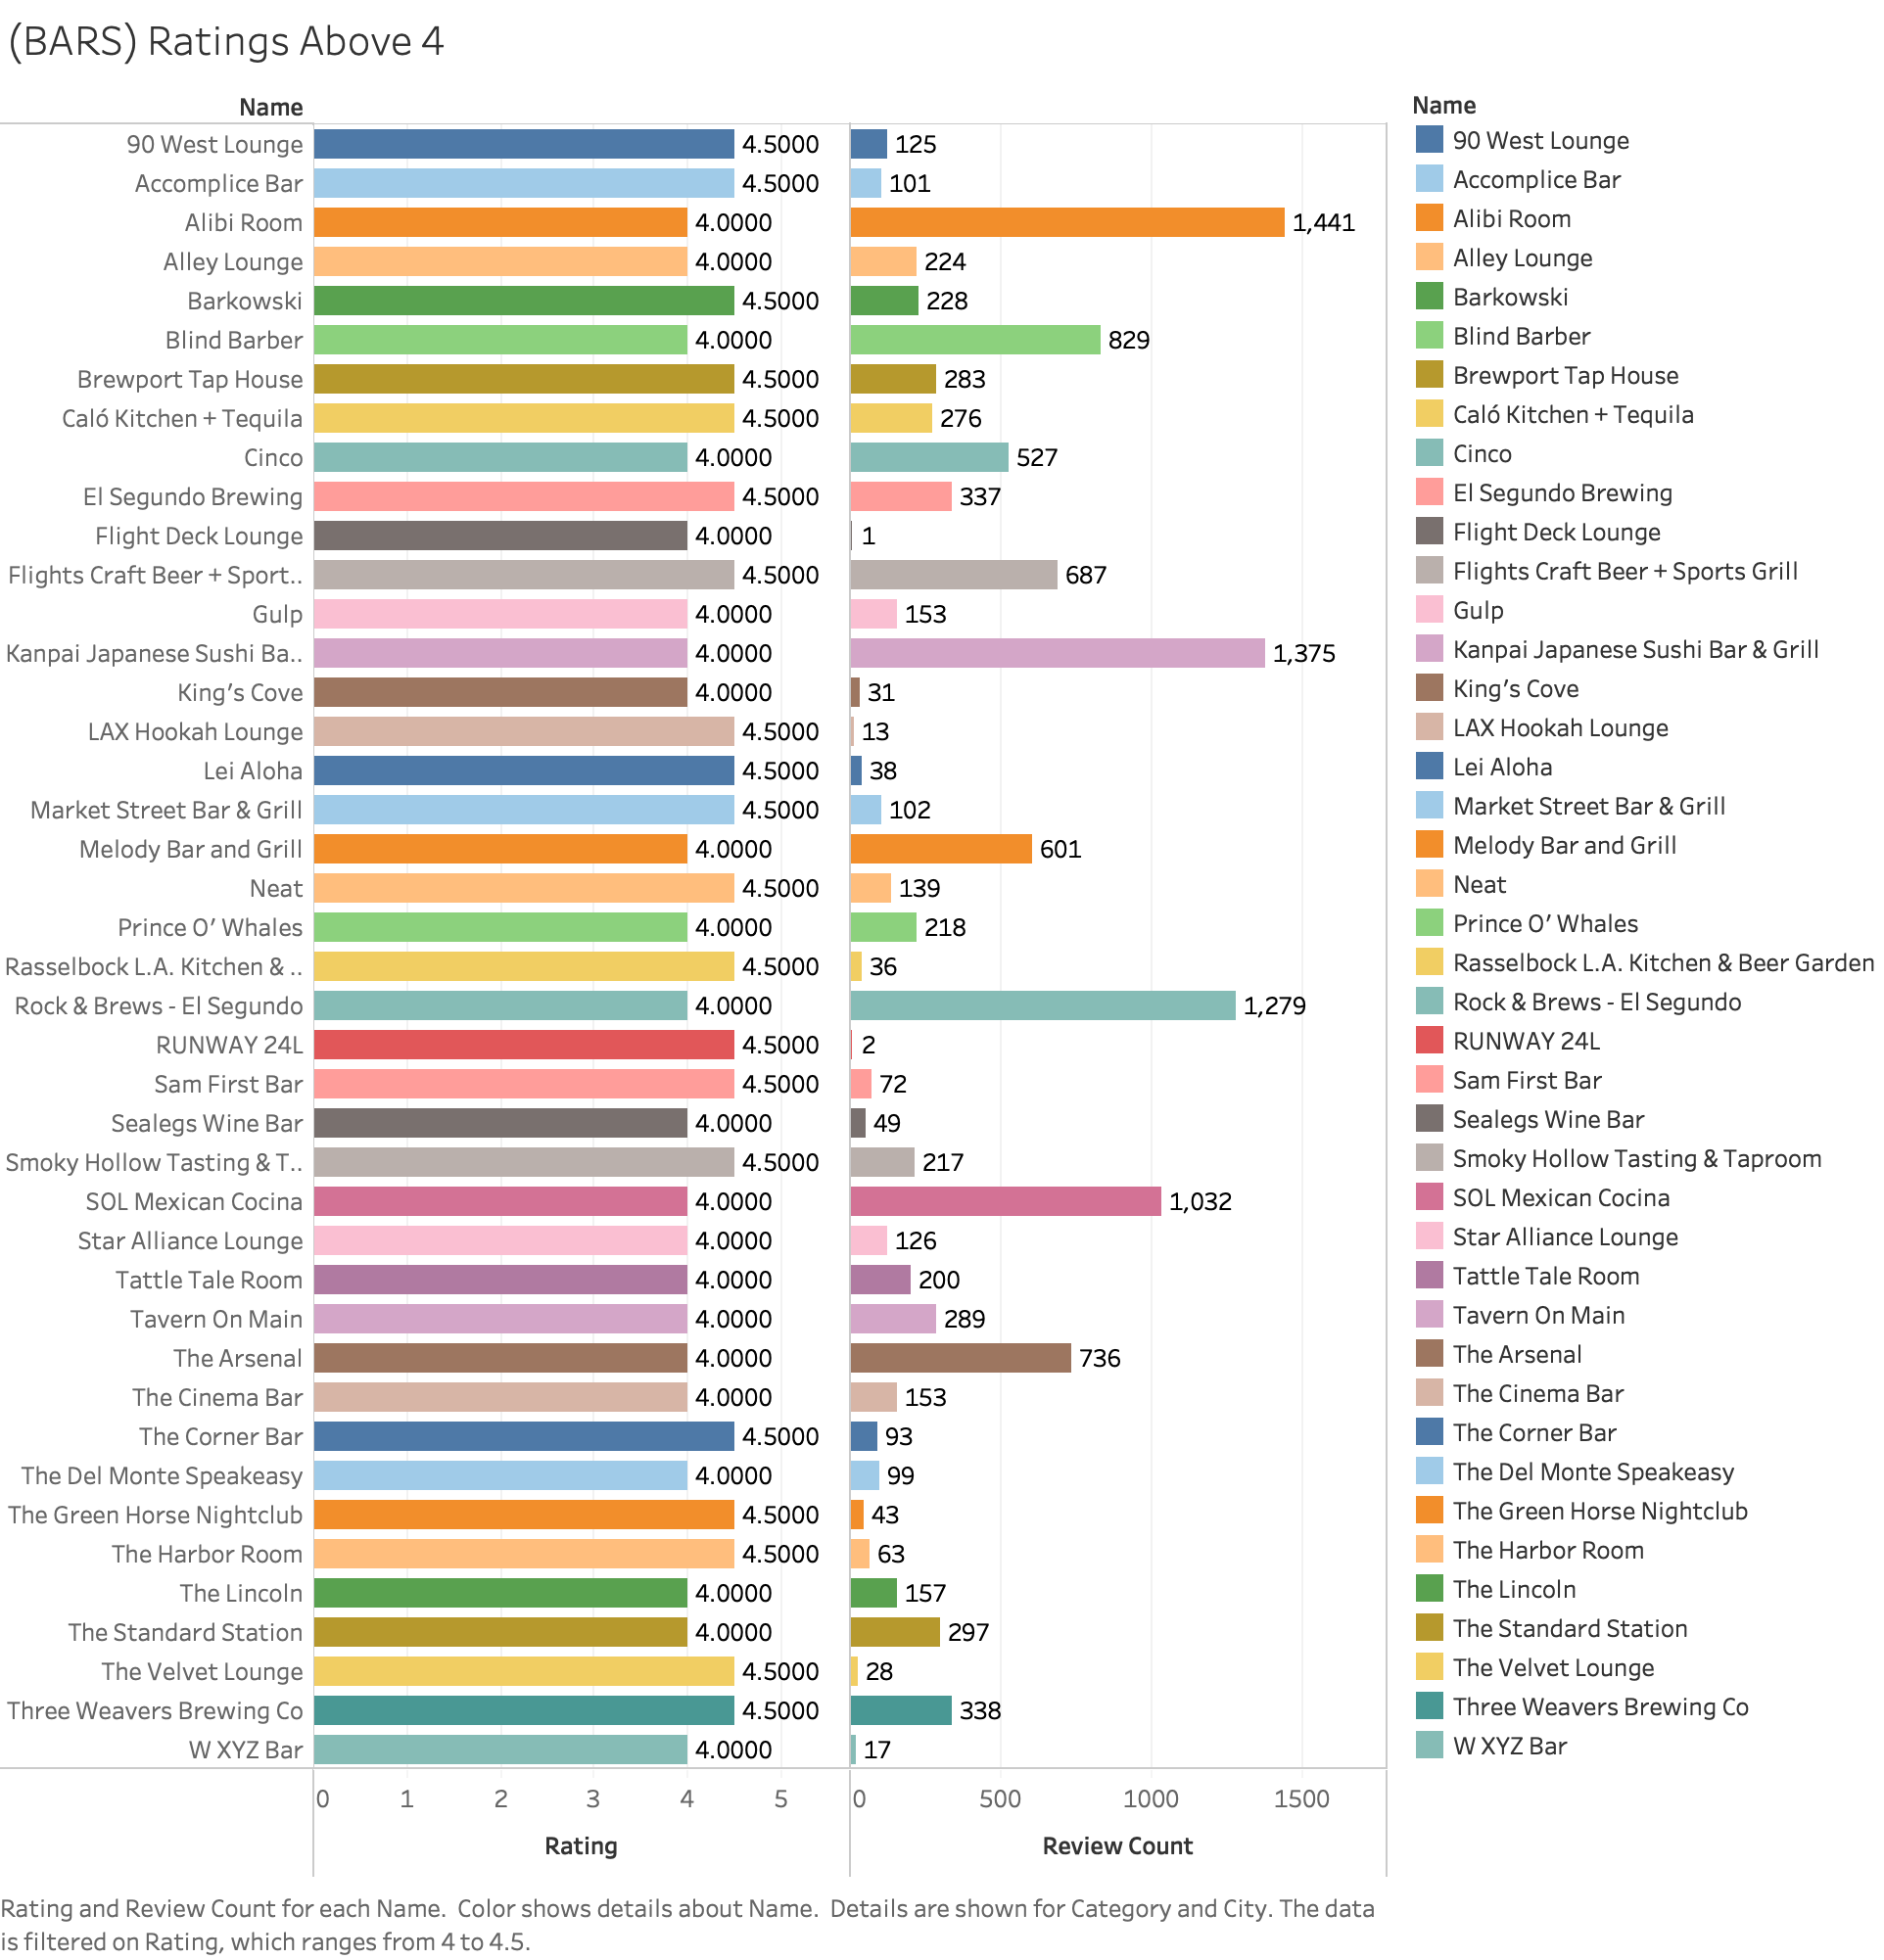 (BARS) Ratings Above 4
Name
90 West Lounge 4.5000 125
Accomplice Bar 4.5000 101
Alibi Room 4.0000 1,441
Alley Lounge 4.0000 224
Barkowski 4.5000 228
Blind Barber 4.0000 829
Brewport Tap House 4.5000 283
Caló Kitchen + Tequila 4.5000 276
Cinco 4.0000 527
El Segundo Brewing 4.5000 337
Flight Deck Lounge 4.0000 1
Flights Craft Beer + Sport.. 4.5000 687
Gulp 4.0000 153
Kanpai Japanese Sushi Ba.. 4.0000 1,375
King’s Cove 4.0000 31
LAX Hookah Lounge 4.5000 13
Lei Aloha 4.5000 38
Market Street Bar & Grill 4.5000 102
Melody Bar and Grill 4.0000 601
Neat 4.5000 139
Prince O’ Whales 4.0000 218
Rasselbock L.A. Kitchen & .. 4.5000 36
Rock & Brews - El Segundo 4.0000 1,279
RUNWAY 24L 4.5000 2
Sam First Bar 4.5000 72
Sealegs Wine Bar 4.0000 49
Smoky Hollow Tasting & T.. 4.5000 217
SOL Mexican Cocina 4.0000 1,032
Star Alliance Lounge 4.0000 126
Tattle Tale Room 4.0000 200
Tavern On Main 4.0000 289
The Arsenal 4.0000 736
The Cinema Bar 4.0000 153
The Corner Bar 4.5000 93
The Del Monte Speakeasy 4.0000 99
The Green Horse Nightclub 4.5000 43
The Harbor Room 4.5000 63
The Lincoln 4.0000 157
The Standard Station 4.0000 297
The Velvet Lounge 4.5000 28
Three Weavers Brewing Co 4.5000 338
W XYZ Bar 4.0000 17
0 1 2 3 4 5 0 500 1000 1500
Rating Review Count
Name
90 West Lounge
Accomplice Bar
Alibi Room
Alley Lounge
Barkowski
Blind Barber
Brewport Tap House
Caló Kitchen + Tequila
Cinco
El Segundo Brewing
Flight Deck Lounge
Flights Craft Beer + Sports Grill
Gulp
Kanpai Japanese Sushi Bar & Grill
King’s Cove
LAX Hookah Lounge
Lei Aloha
Market Street Bar & Grill
Melody Bar and Grill
Neat
Prince O’ Whales
Rasselbock L.A. Kitchen & Beer Garden
Rock & Brews - El Segundo
RUNWAY 24L
Sam First Bar
Sealegs Wine Bar
Smoky Hollow Tasting & Taproom
SOL Mexican Cocina
Star Alliance Lounge
Tattle Tale Room
Tavern On Main
The Arsenal
The Cinema Bar
The Corner Bar
The Del Monte Speakeasy
The Green Horse Nightclub
The Harbor Room
The Lincoln
The Standard Station
The Velvet Lounge
Three Weavers Brewing Co
W XYZ Bar
Rating and Review Count for each Name.  Color shows details about Name.  Details are shown for Category and City. The data
is filtered on Rating, which ranges from 4 to 4.5.